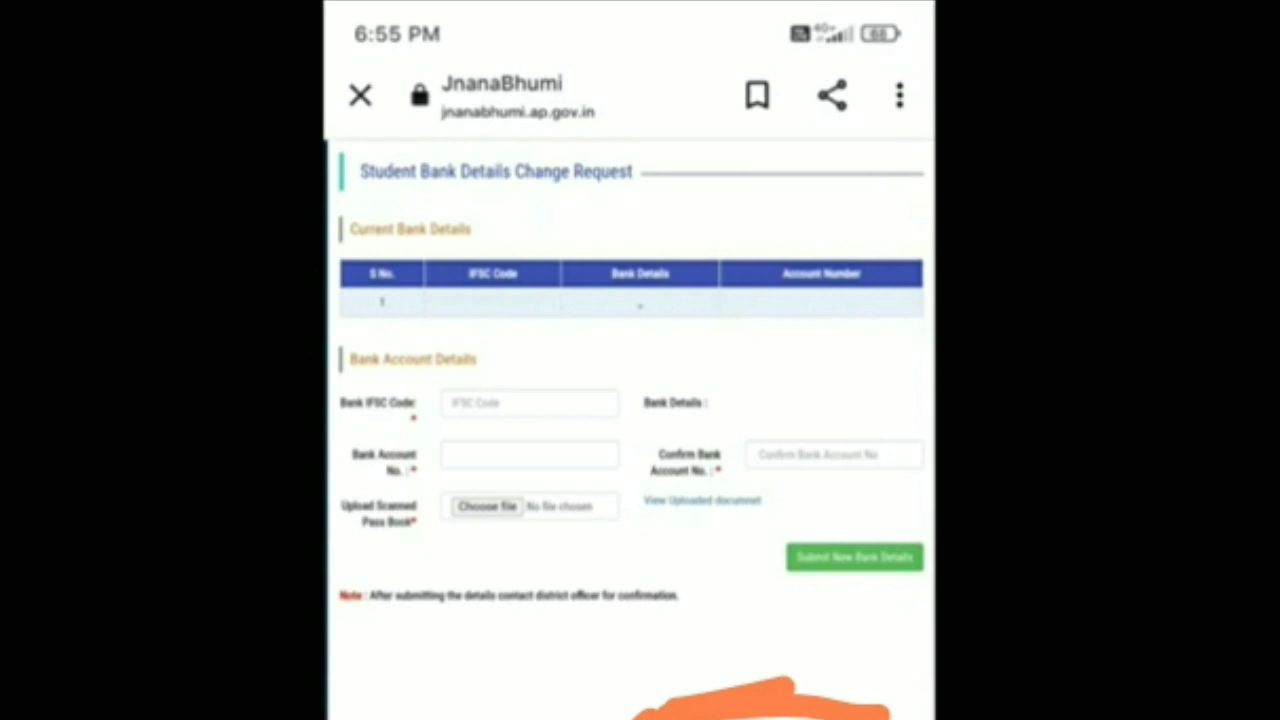 6:55 PM
4G+
68
JnanaBhumi
jnanabhumi.ap.gov.in
Student Bank Details Change Request
Current Bank Details
S No. IFSC Code Bank Details Account Number
1 -
Bank Account Details
Bank IFSC Code: * IFSC Code Bank Details :
Bank Account No. : * Confirm Bank Account No. : * Confirm Bank Account No
Upload Scanned Pass Book* Choose file No file chosen View Uploaded documnet
Submit New Bank Details
Note : After submitting the details contact district officer for confirmation.